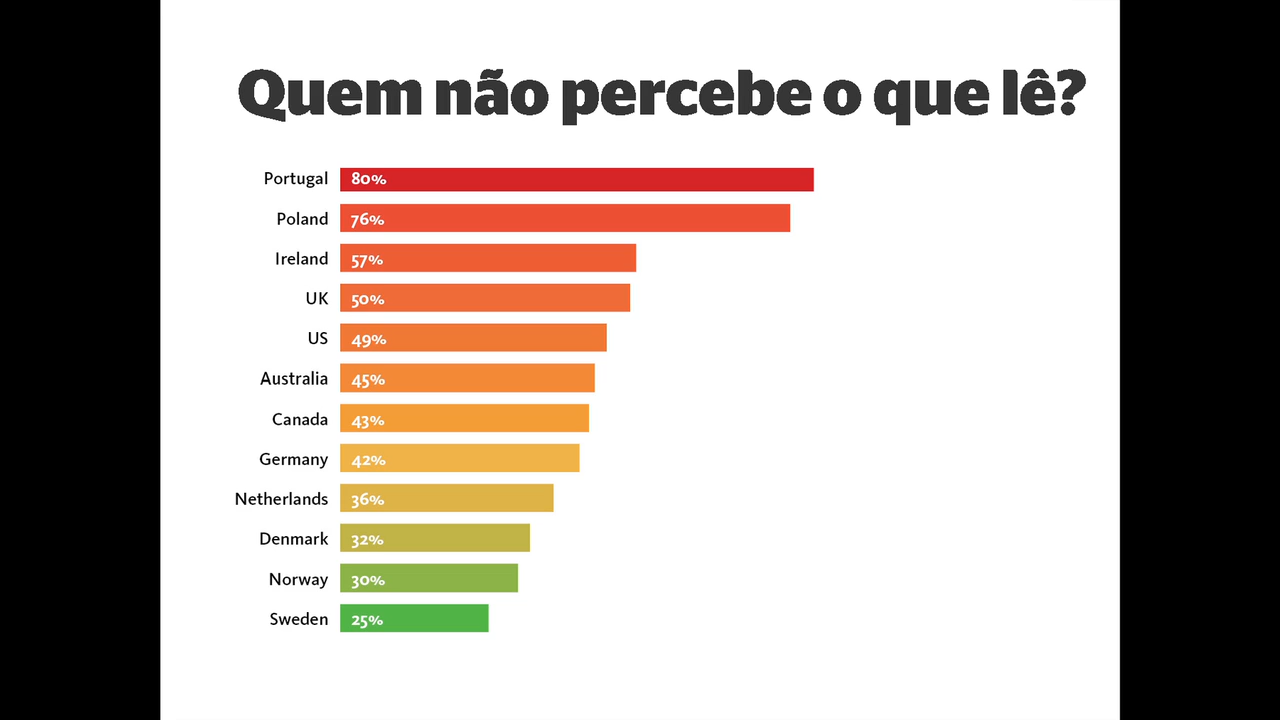 Quem não percebe o que lê?
Portugal 80%
Poland 76%
Ireland 57%
UK 50%
US 49%
Australia 45%
Canada 43%
Germany 42%
Netherlands 36%
Denmark 32%
Norway 30%
Sweden 25%